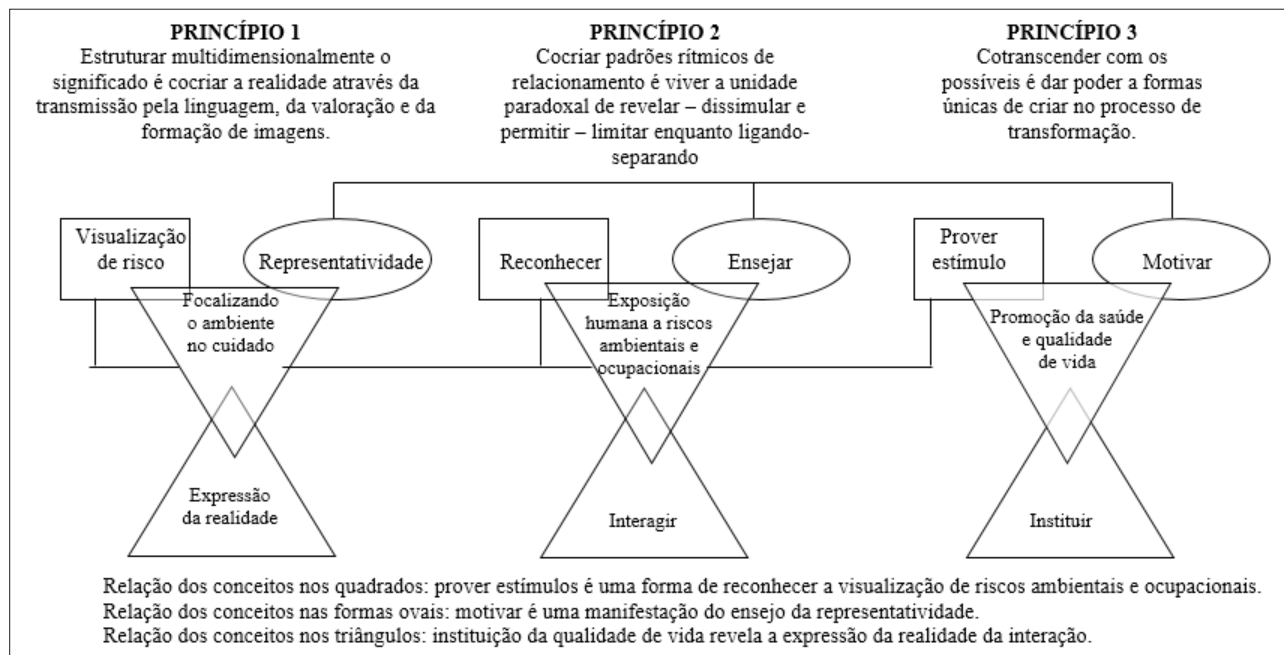 PRINCÍPIO 1
Estruturar multidimensionalmente o
significado é cocriar a realidade através da
transmissão pela linguagem, da valoração e da
formação de imagens.
PRINCÍPIO 2
Cocriar padrões rítmicos de
relacionamento é viver a unidade
paradoxal de revelar – dissimular e
permitir – limitar enquanto ligando-
separando
PRINCÍPIO 3
Cotranscender com os
possíveis é dar poder a formas
únicas de criar no processo de
transformação.
Visualização
de risco
Representatividade
Reconhecer
Ensejar
Prover
estímulo
Motivar
Focalizando
o ambiente
no cuidado
Exposição
humana a riscos
ambientais e
ocupacionais
Promoção da saúde
e qualidade
de vida
Expressão
da realidade
Interagir
Instituir
Relação dos conceitos nos quadrados: prover estímulos é uma forma de reconhecer a visualização de riscos ambientais e ocupacionais.
Relação dos conceitos nas formas ovais: motivar é uma manifestação do ensejo da representatividade.
Relação dos conceitos nos triângulos: instituição da qualidade de vida revela a expressão da realidade da interação.